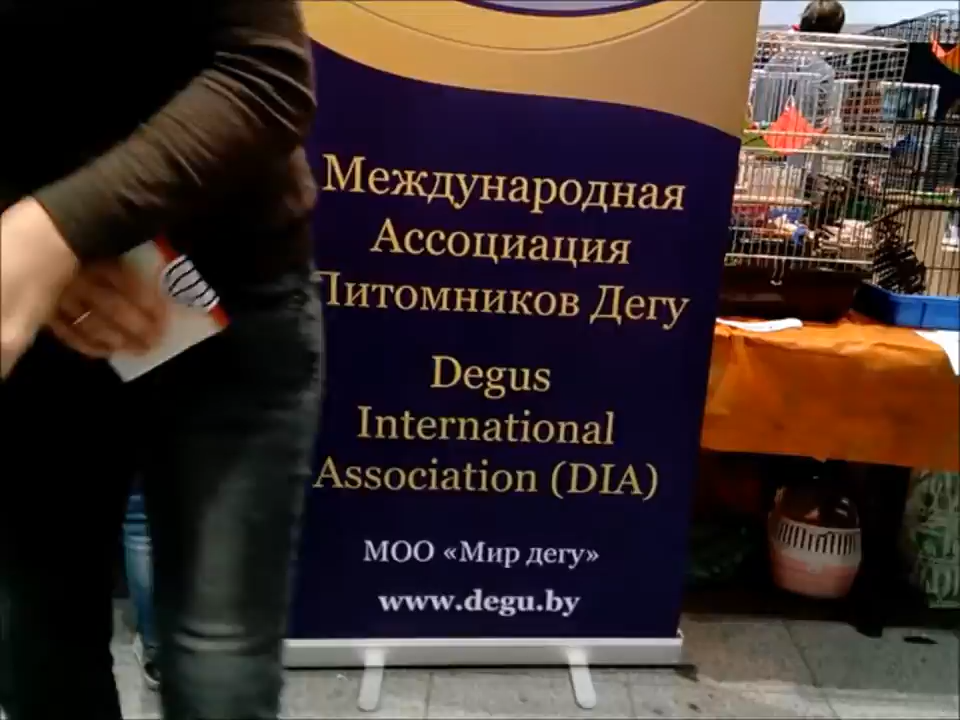 Международная
Ассоциация
Питомников Дегу
Degus
International
Association (DIA)
МОО «Мир дегу»
www.degu.by